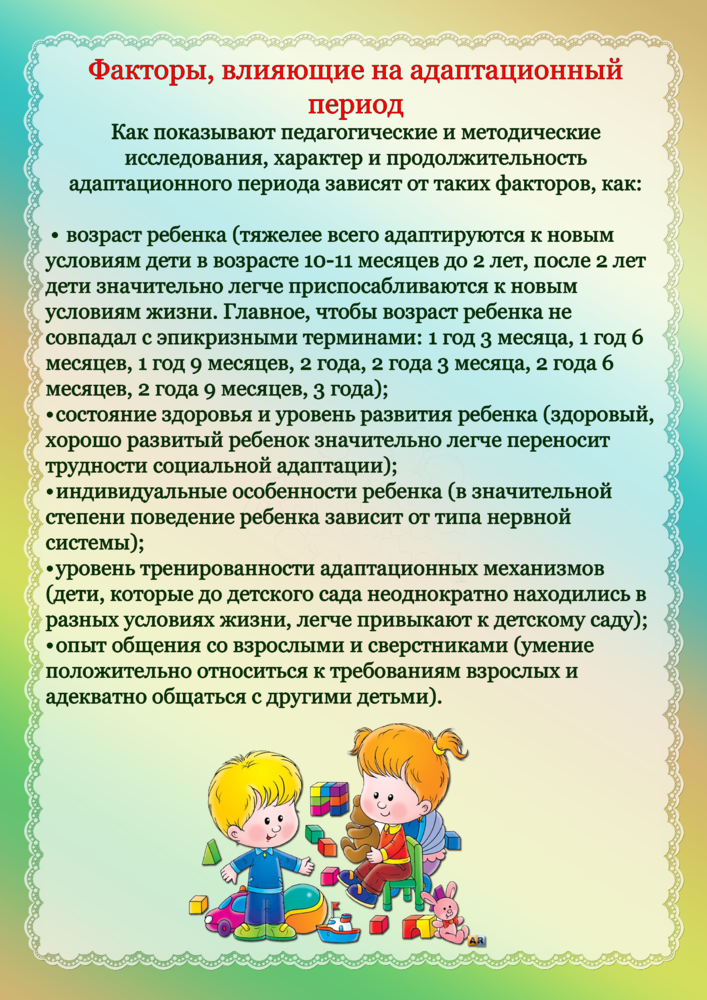 Факторы, влияющие на адаптационный
период
Как показывают педагогические и методические
исследования, характер и продолжительность
адаптационного периода зависят от таких факторов, как:
• возраст ребенка (тяжелее всего адаптируются к новым
условиям дети в возрасте 10-11 месяцев до 2 лет, после 2 лет
дети значительно легче приспосабливаются к новым
условиям жизни. Главное, чтобы возраст ребенка не
совпадал с эпикризными терминами: 1 год 3 месяца, 1 год 6
месяцев, 1 год 9 месяцев, 2 года, 2 года 3 месяца, 2 года 6
месяцев, 2 года 9 месяцев, 3 года);
•состояние здоровья и уровень развития ребенка (здоровый,
хорошо развитый ребенок значительно легче переносит
трудности социальной адаптации);
•индивидуальные особенности ребенка (в значительной
степени поведение ребенка зависит от типа нервной
системы);
•уровень тренированности адаптационных механизмов
(дети, которые до детского сада неоднократно находились в
разных условиях жизни, легче привыкают к детскому саду);
•опыт общения со взрослыми и сверстниками (умение
положительно относиться к требованиям взрослых и
адекватно общаться с другими детьми).
AR